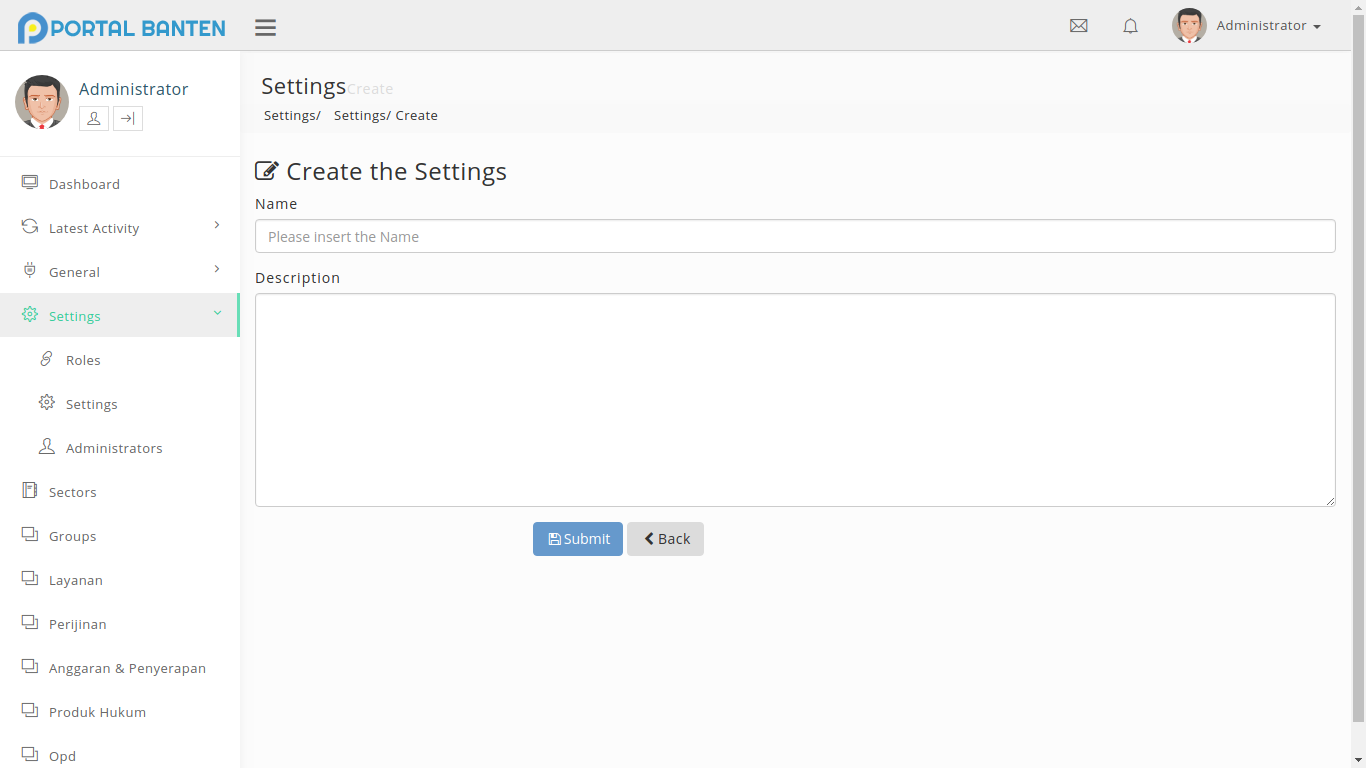 PORTAL BANTEN
Administrator
Administrator
Dashboard
Latest Activity
General
Settings
Roles
Settings
Administrators
Sectors
Groups
Layanan
Perijinan
Anggaran & Penyerapan
Produk Hukum
Opd
SettingsCreate
Settings/ Settings/ Create
Create the Settings
Name
Please insert the Name
Description
Submit Back